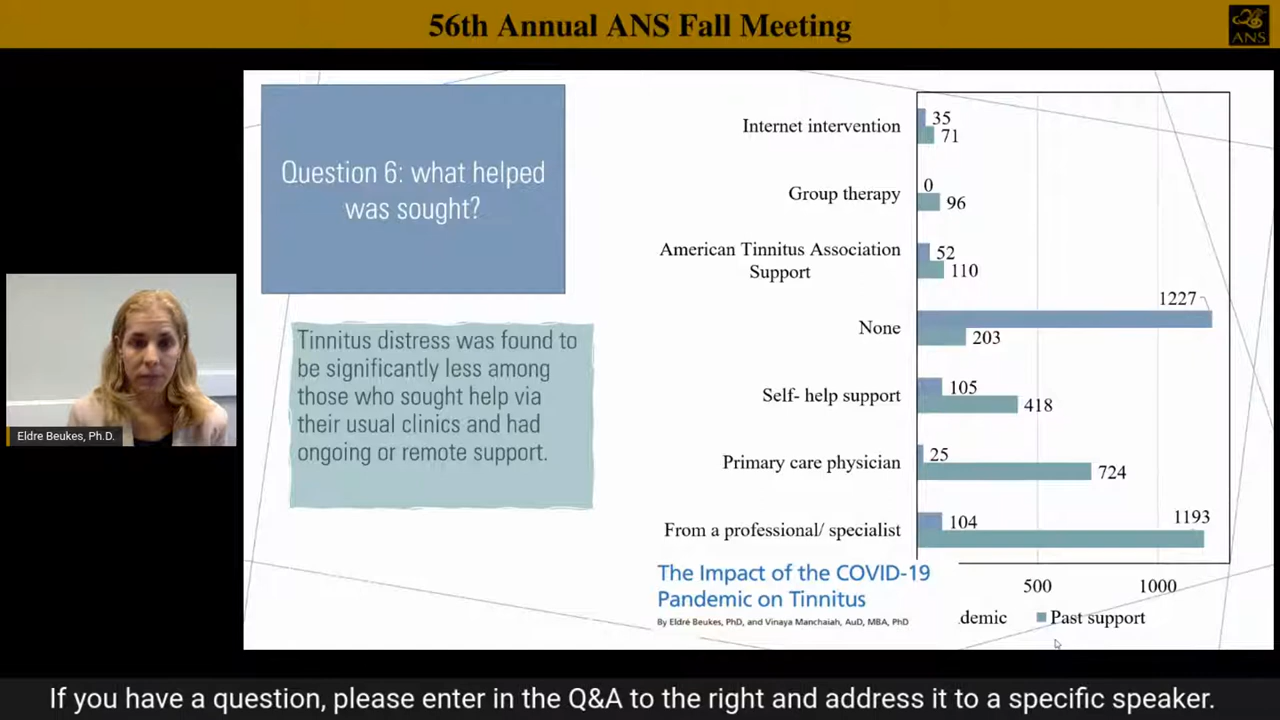 56th Annual ANS Fall Meeting
ANS
Question 6: what helped
was sought?
Tinnitus distress was found to
be significantly less among
those who sought help via
their usual clinics and had
ongoing or remote support.
Internet intervention
35
71
Group therapy
0
96
American Tinnitus Association
Support
52
110
None
1227
203
Self- help support
105
418
Primary care physician
25
724
From a professional/ specialist
104
1193
500 1000
demic Past support
The Impact of the COVID-19
Pandemic on Tinnitus
By Eldré Beukes, PhD, and Vinaya Manchaiah, AuD, MBA, PhD
Eldre Beukes, Ph.D.
If you have a question, please enter in the Q&A to the right and address it to a specific speaker.